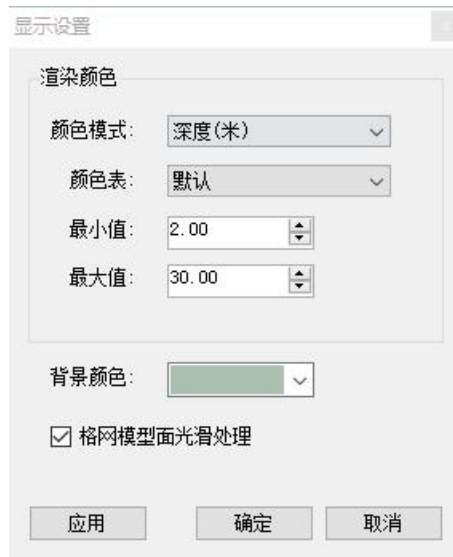 显示设置
渲染颜色
颜色模式: 深度(米)
颜色表: 默认
最小值: 2.00
最大值: 30.00
背景颜色:
格网模型面光滑处理
应用 确定 取消